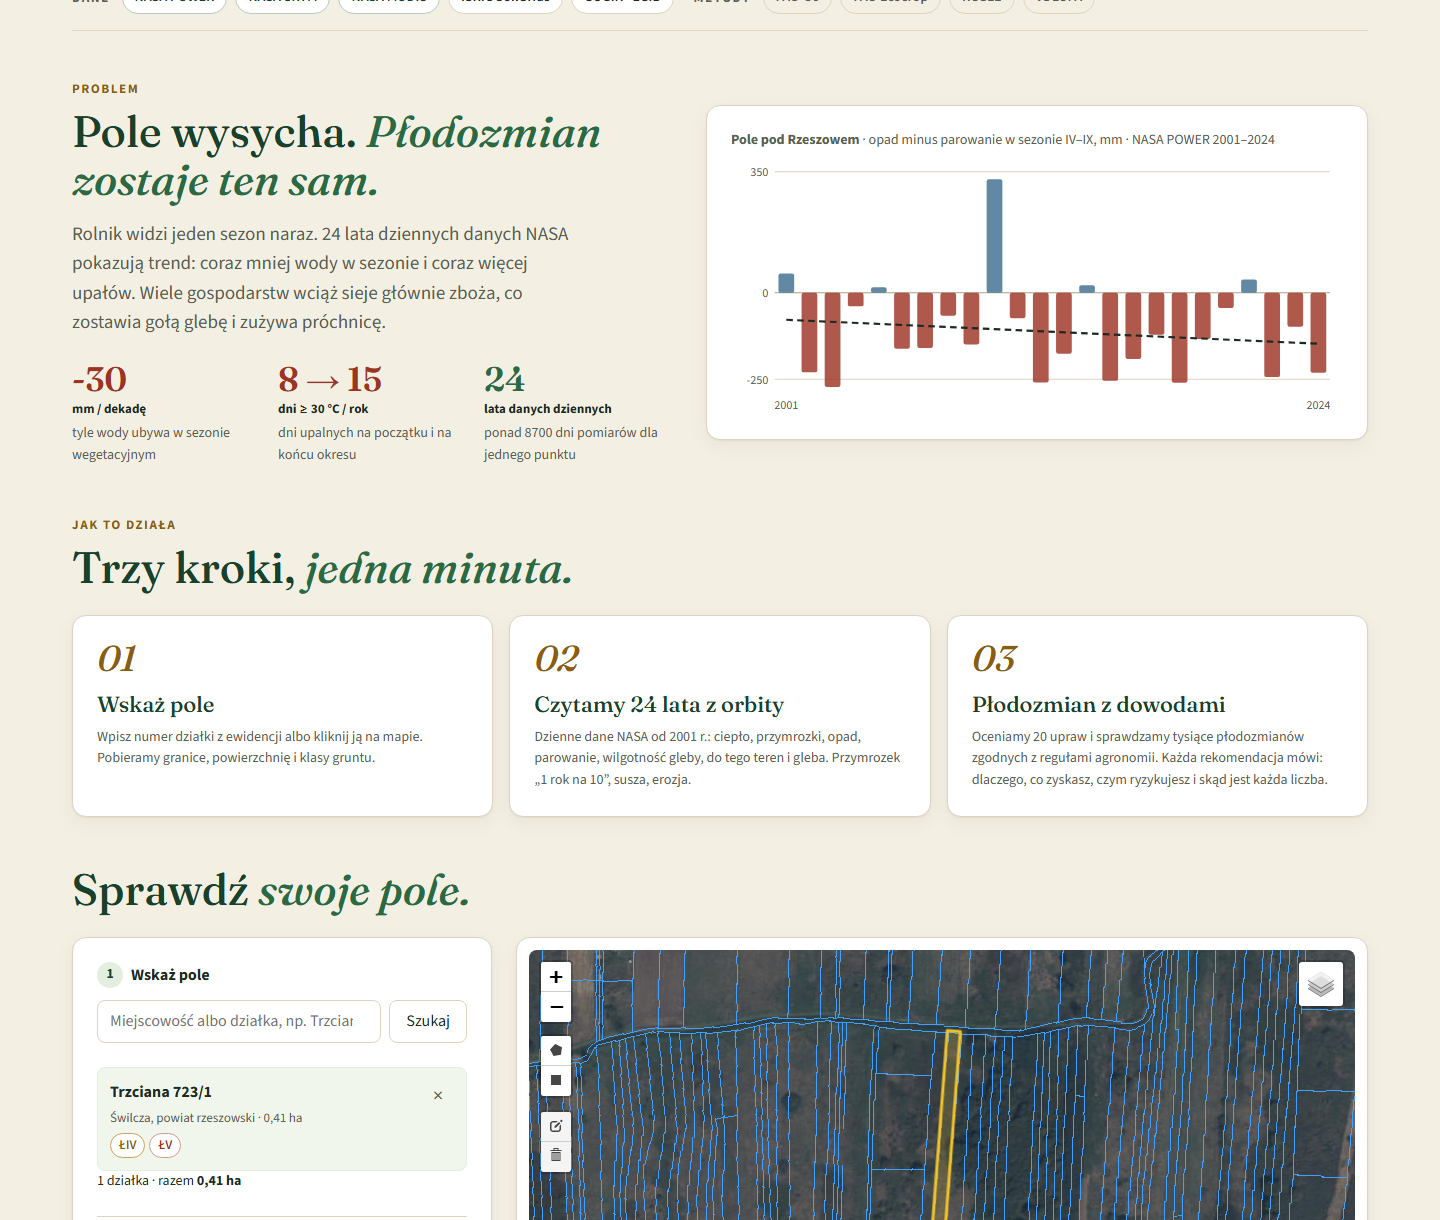 PROBLEM
Pole wysycha. Płodozmian
zostaje ten sam.
Rolnik widzi jeden sezon naraz. 24 lata dziennych danych NASA
pokazują trend: coraz mniej wody w sezonie i coraz więcej
upałów. Wiele gospodarstw wciąż sieje głównie zboża, co
zostawia gołą glebę i zużywa próchnicę.
-30
mm / dekadę
tyle wody ubywa w sezonie
wegetacyjnym
8 → 15
dni ≥ 30 °C / rok
dni upalnych na początku i na
końcu okresu
24
lata danych dziennych
ponad 8700 dni pomiarów dla
jednego punktu
Pole pod Rzeszowem · opad minus parowanie w sezonie IV–IX, mm · NASA POWER 2001–2024
350
0
-250
2001
2024
JAK TO DZIAŁA
Trzy kroki, jedna minuta.
01
Wskaż pole
Wpisz numer działki z ewidencji albo kliknij ją na mapie.
Pobieramy granice, powierzchnię i klasy gruntu.
02
Czytamy 24 lata z orbity
Dzienne dane NASA od 2001 r.: ciepło, przymrozki, opad,
parowanie, wilgotność gleby, do tego teren i gleba. Przymrozek
„1 rok na 10”, susza, erozja.
03
Płodozmian z dowodami
Oceniamy 20 upraw i sprawdzamy tysiące płodozmianów
zgodnych z regułami agronomii. Każda rekomendacja mówi:
dlaczego, co zyskasz, czym ryzykujesz i skąd jest każda liczba.
Sprawdź swoje pole.
1 Wskaż pole
Miejscowość albo działka, np. Trzcian
Szukaj
Trzciana 723/1
×
Świlcza, powiat rzeszowski · 0,41 ha
ŁIV ŁV
1 działka · razem 0,41 ha
+
−